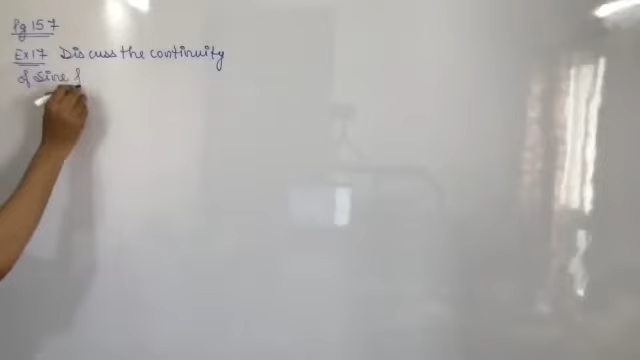 Pg 157
Ex 17 Discuss the continuity
of Sine f